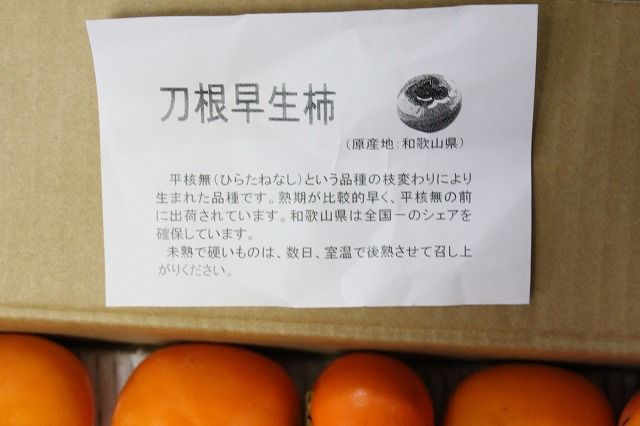 刀根早生柿
(原産地:和歌山県)
平核無(ひらたねなし)という品種の枝変わりにより
生まれた品種です。熟期が比較的早く、平核無の前
に出荷されています。和歌山県は全国一のシェアを
確保しています。
未熟で硬いものは、数日、室温で後熟させて召し上
がりください。